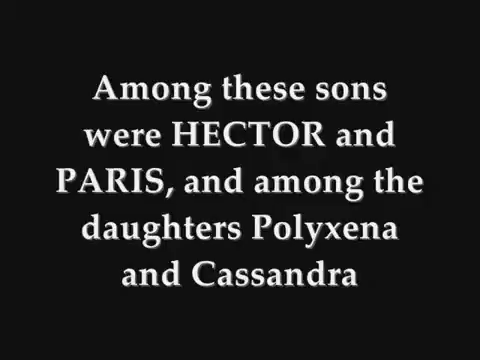 Among these sons
were HECTOR and
PARIS, and among the
daughters Polyxena
and Cassandra